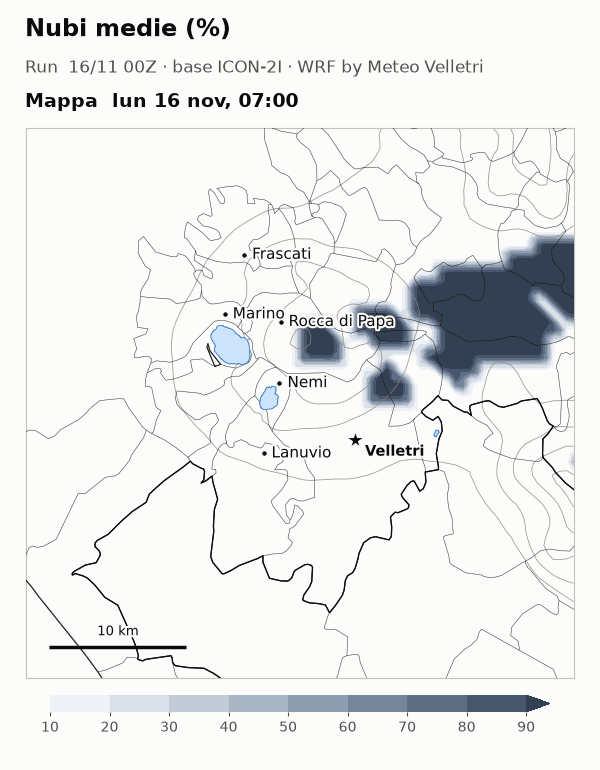 Nubi medie (%)
Run  16/11 00Z · base ICON-2I · WRF by Meteo Velletri
Mappa  lun 16 nov, 07:00
Frascati
Marino
Rocca di Papa
Nemi
Velletri
Lanuvio
10 km
10 20 30 40 50 60 70 80 90